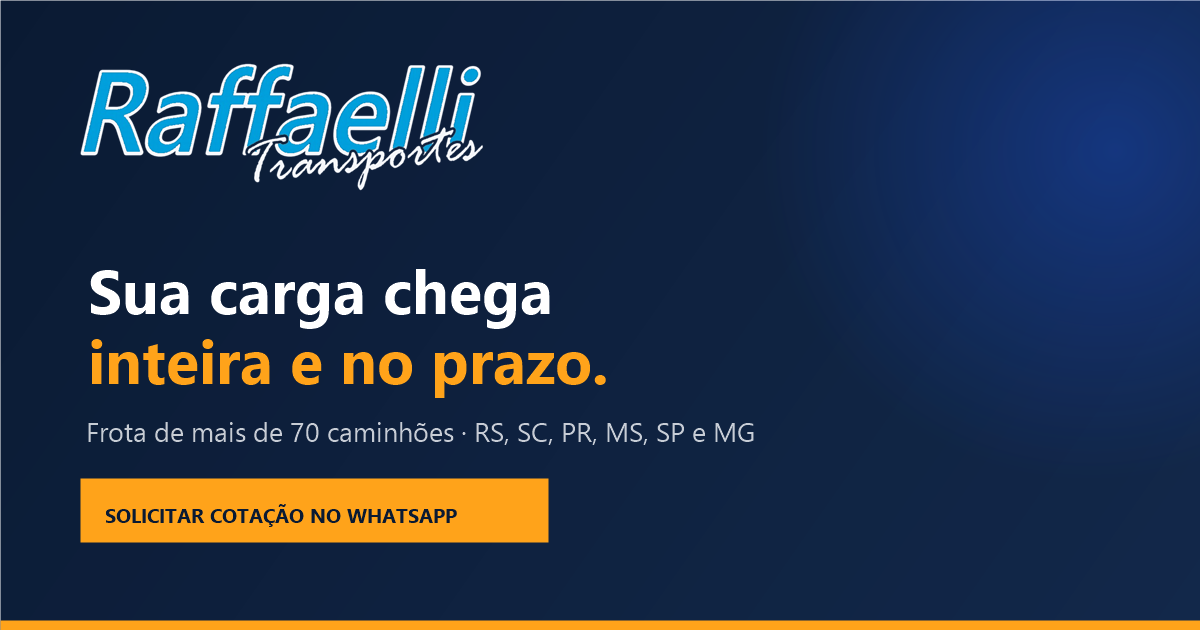 Raffaelli
Transportes
Sua carga chega
inteira e no prazo.
Frota de mais de 70 caminhões · RS, SC, PR, MS, SP e MG
SOLICITAR COTAÇÃO NO WHATSAPP